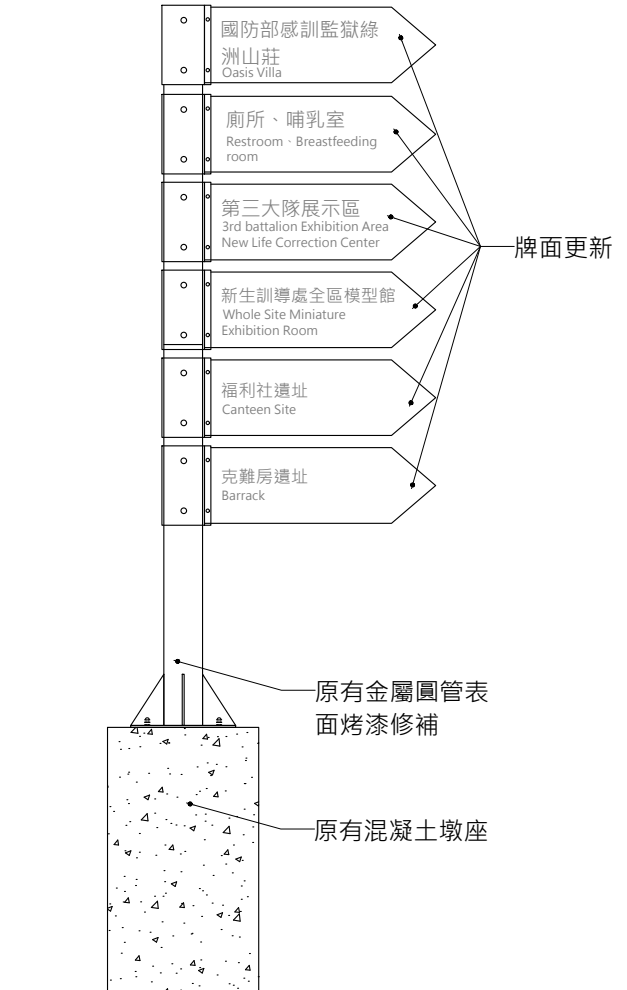 國防部感訓監獄綠
洲山莊
Oasis Villa
廁所、哺乳室
Restroom、Breastfeeding
room
第三大隊展示區
3rd battalion Exhibition Area
New Life Correction Center
新生訓導處全區模型館
Whole Site Miniature
Exhibition Room
福利社遺址
Canteen Site
克難房遺址
Barrack
牌面更新
原有金屬圓管表
面烤漆修補
原有混凝土墩座